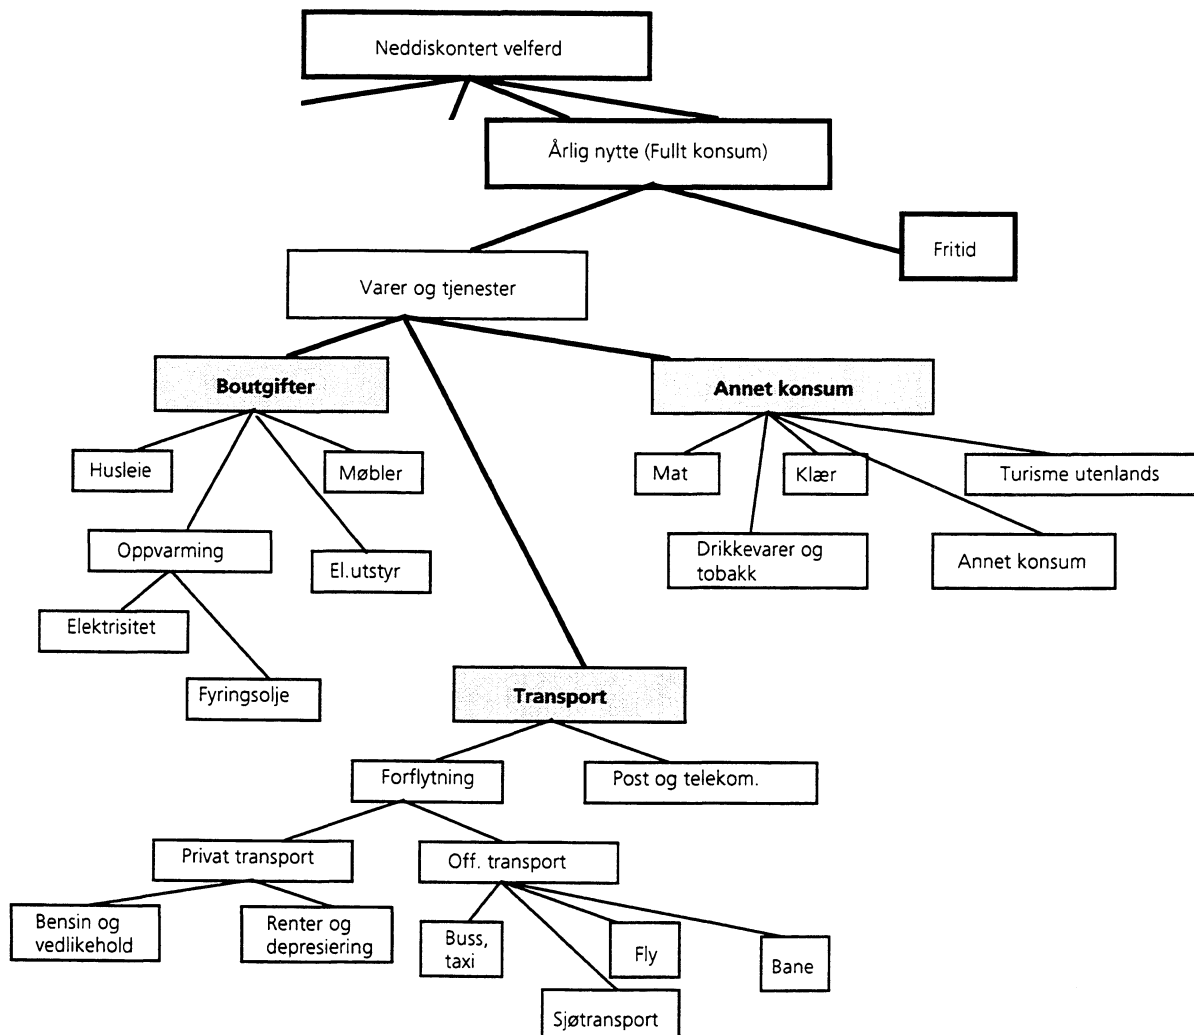 Neddiskontert velferd
Årlig nytte (Fullt konsum)
Fritid
Varer og tjenester
Boutgifter
Annet konsum
Husleie
Møbler
Mat
Klær
Turisme utenlands
Oppvarming
El.utstyr
Drikkevarer og
tobakk
Annet konsum
Elektrisitet
Fyringsolje
Transport
Forflytning
Post og telekom.
Privat transport
Off. transport
Bensin og
vedlikehold
Renter og
depresiering
Buss,
taxi
Fly
Bane
Sjøtransport